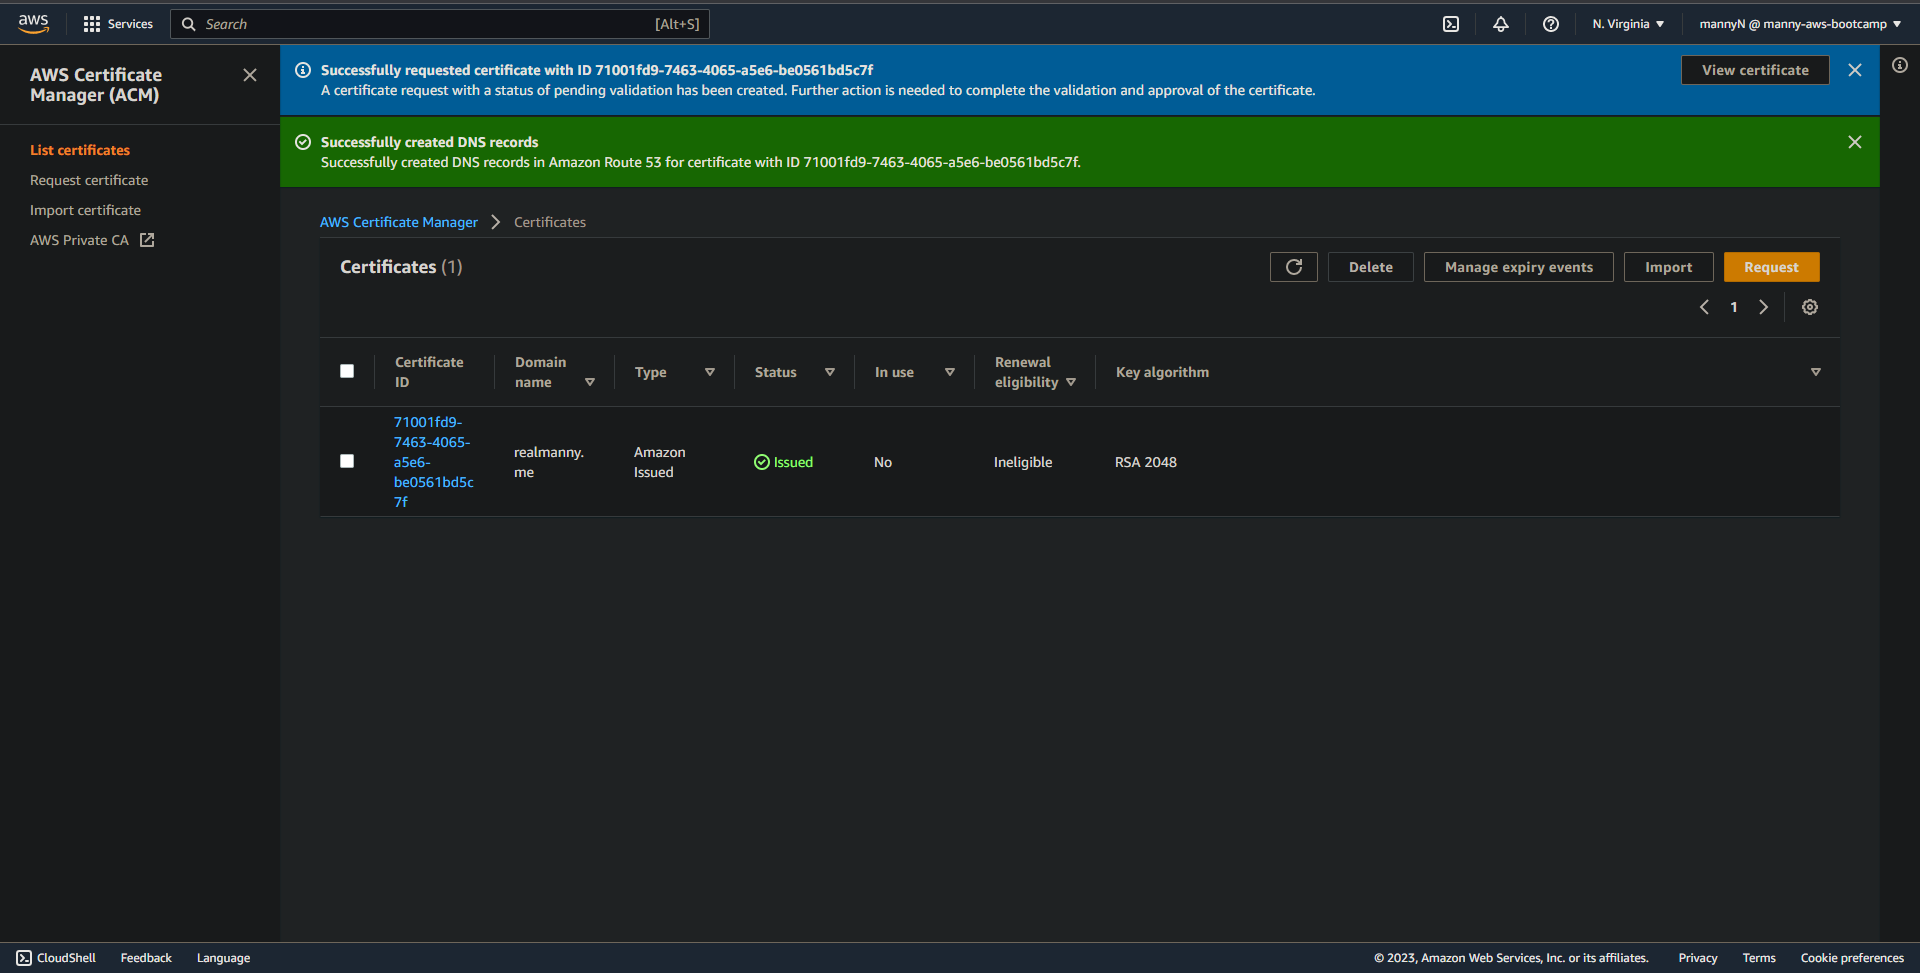 aws
Services
Search
[Alt+S]
N. Virginia
mannyN @ manny-aws-bootcamp
AWS Certificate
Manager (ACM)
List certificates
Request certificate
Import certificate
AWS Private CA
Successfully requested certificate with ID 71001fd9-7463-4065-a5e6-be0561bd5c7f
A certificate request with a status of pending validation has been created. Further action is needed to complete the validation and approval of the certificate.
View certificate
Successfully created DNS records
Successfully created DNS records in Amazon Route 53 for certificate with ID 71001fd9-7463-4065-a5e6-be0561bd5c7f.
AWS Certificate Manager
Certificates
Certificates (1)
Delete
Manage expiry events
Import
Request
1
Certificate
ID
Domain
name
Type
Status
In use
Renewal
eligibility
Key algorithm
71001fd9-
7463-4065-
a5e6-
be0561bd5c
7f
realmanny.
me
Amazon
Issued
Issued
No
Ineligible
RSA 2048
CloudShell
Feedback
Language
© 2023, Amazon Web Services, Inc. or its affiliates.
Privacy
Terms
Cookie preferences